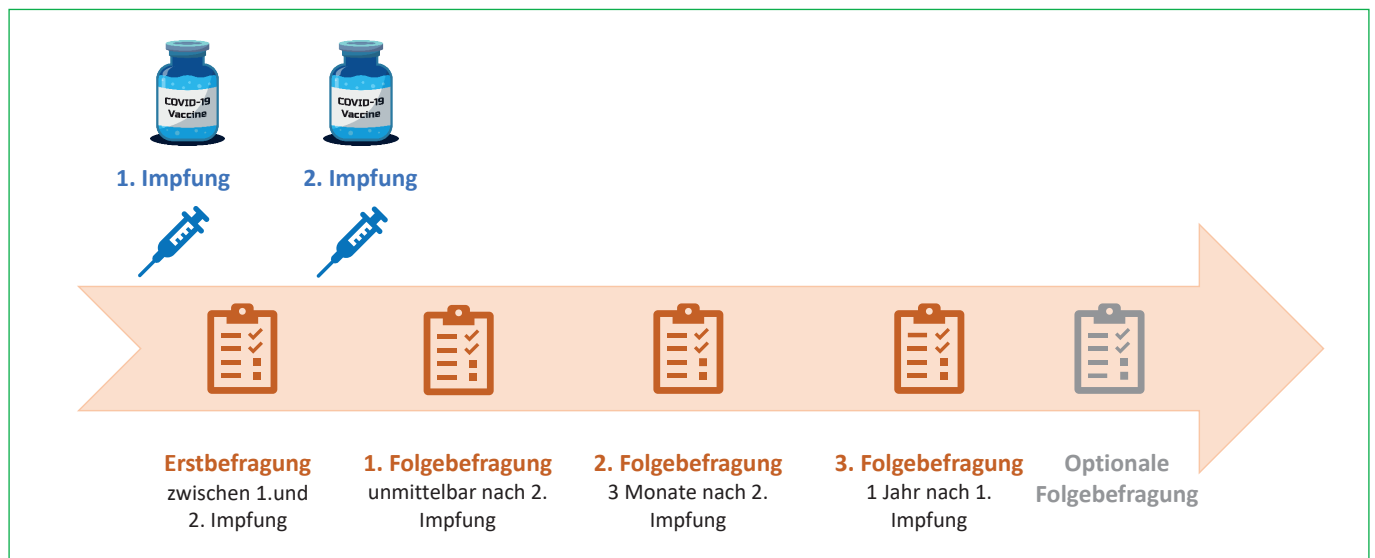 COVID-19
Vaccine
COVID-19
Vaccine
1. Impfung
2. Impfung
Erstbefragung
zwischen 1.und
2. Impfung
1. Folgebefragung
unmittelbar nach 2.
Impfung
2. Folgebefragung
3 Monate nach 2.
Impfung
3. Folgebefragung
1 Jahr nach 1.
Impfung
Optionale
Folgebefragung